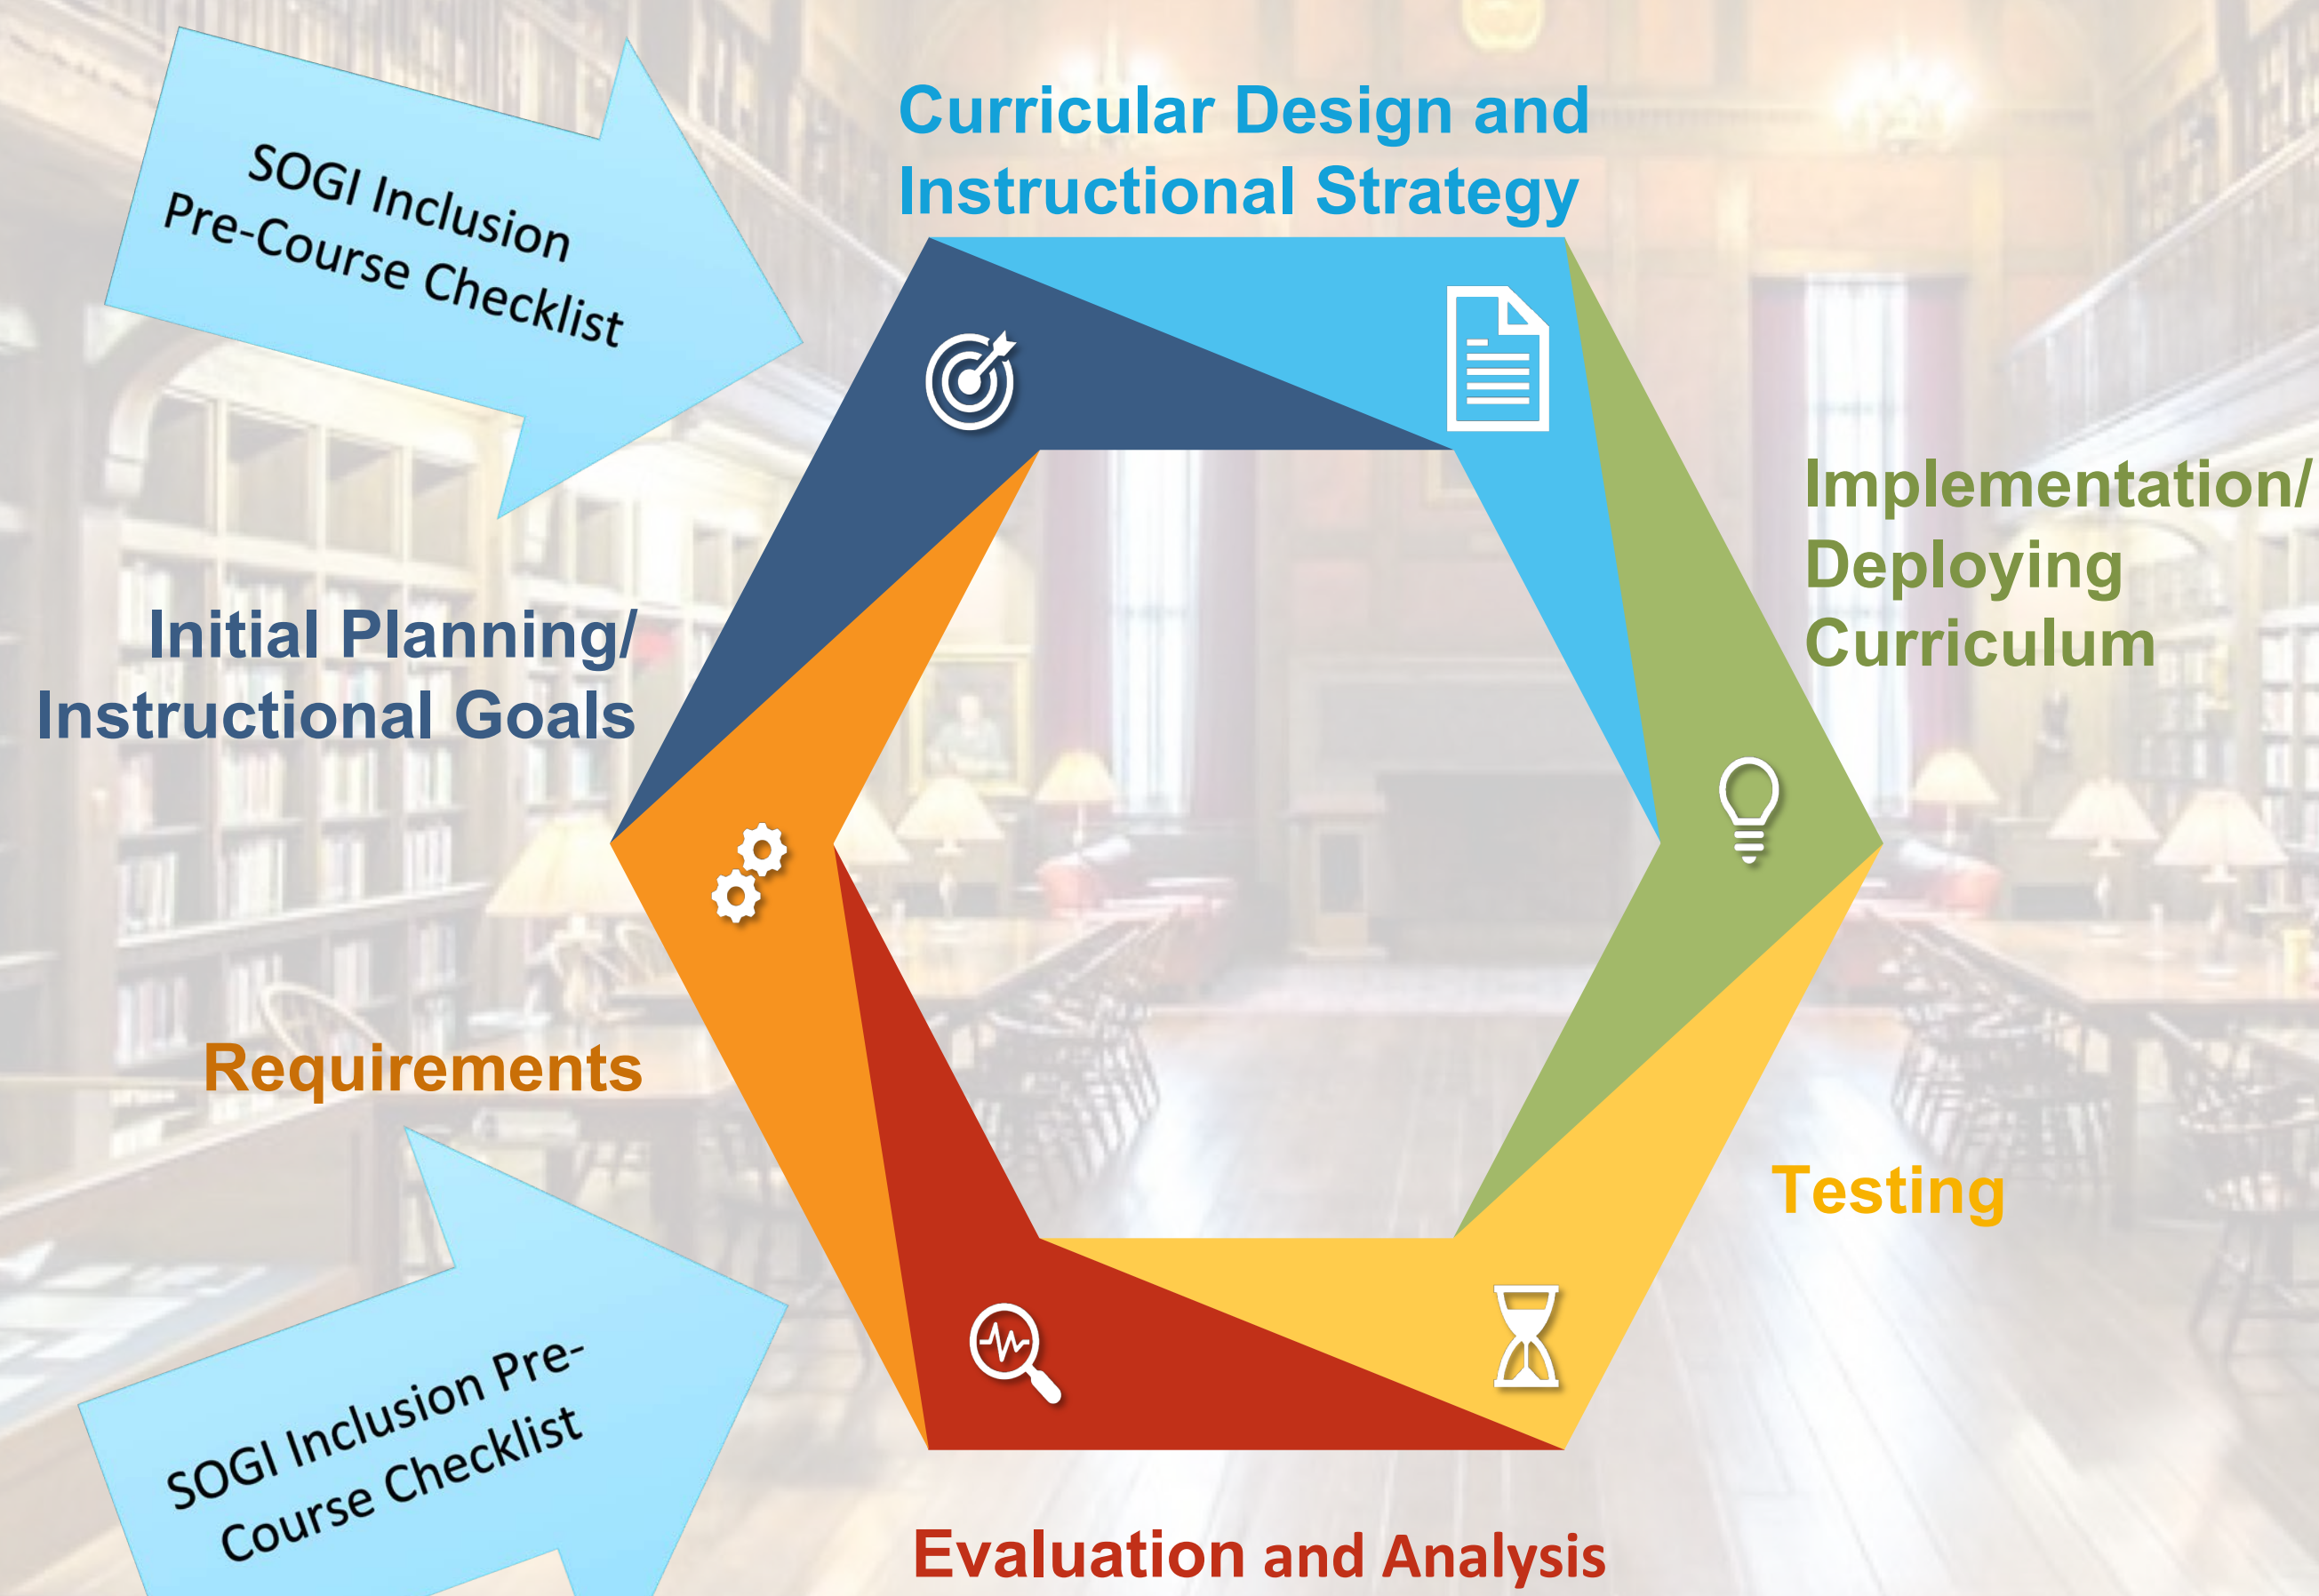 SOGI Inclusion
Pre-Course Checklist
Curricular Design and
Instructional Strategy
Implementation/
Deploying
Curriculum
Initial Planning/
Instructional Goals
Requirements
Testing
SOGI Inclusion Pre-
Course Checklist
Evaluation and Analysis